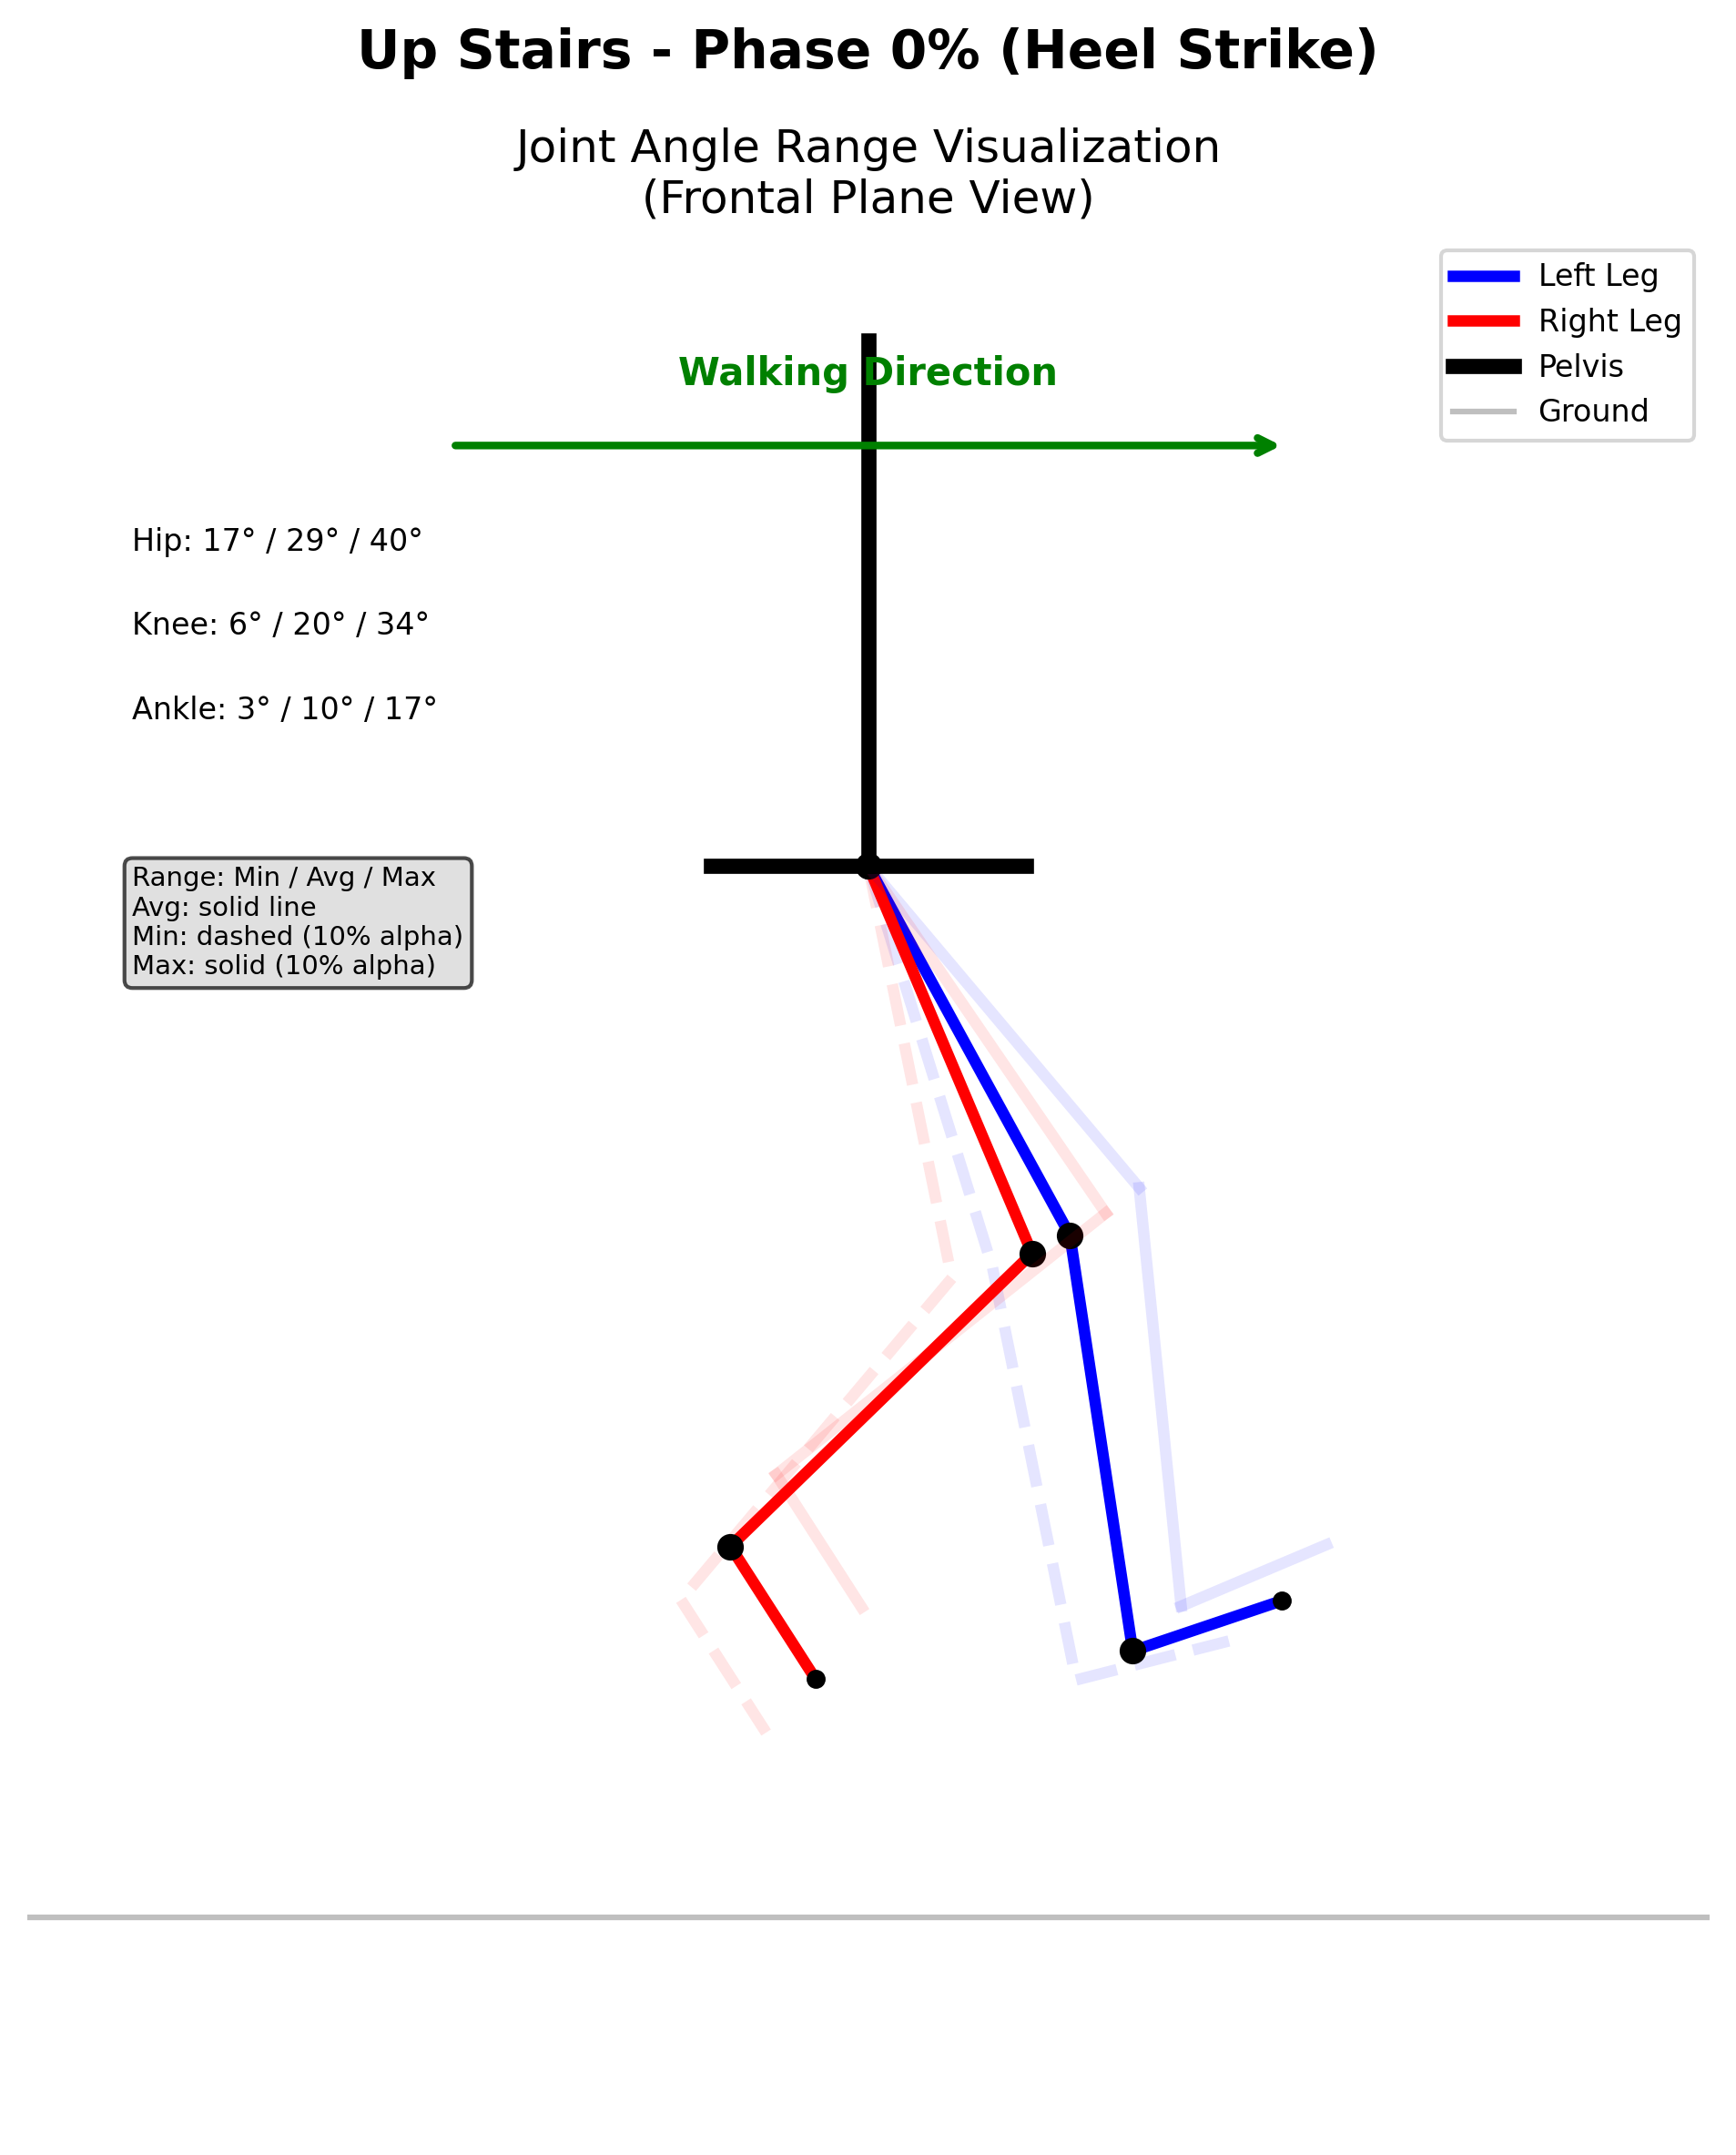 Up Stairs - Phase 0% (Heel Strike)
Joint Angle Range Visualization
(Frontal Plane View)
Left Leg
Right Leg
Pelvis
Ground
Walking Direction
Hip: 17° / 29° / 40°
Knee: 6° / 20° / 34°
Ankle: 3° / 10° / 17°
Range: Min / Avg / Max
Avg: solid line
Min: dashed (10% alpha)
Max: solid (10% alpha)